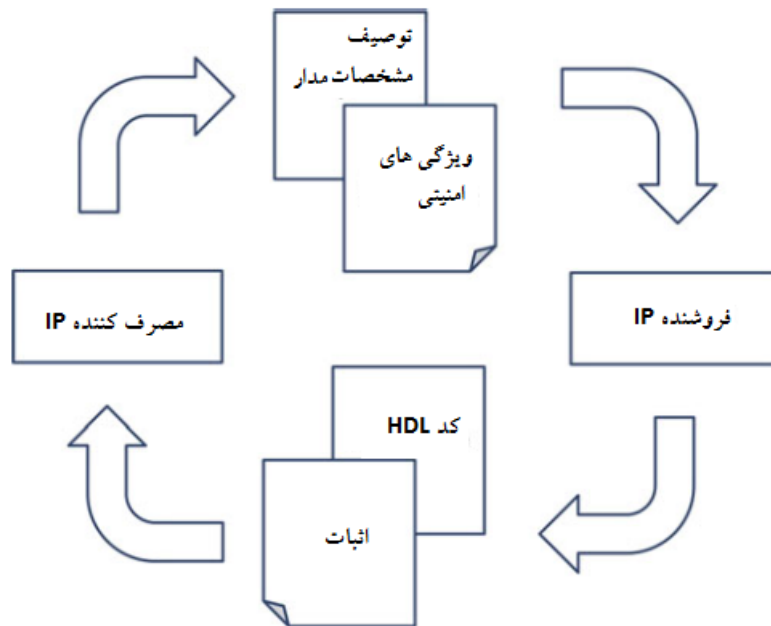 توصیف
مشخصات مدار
ویژگی های
امنیتی
فروشنده IP
مصرف کننده IP
کد HDL
اثبات